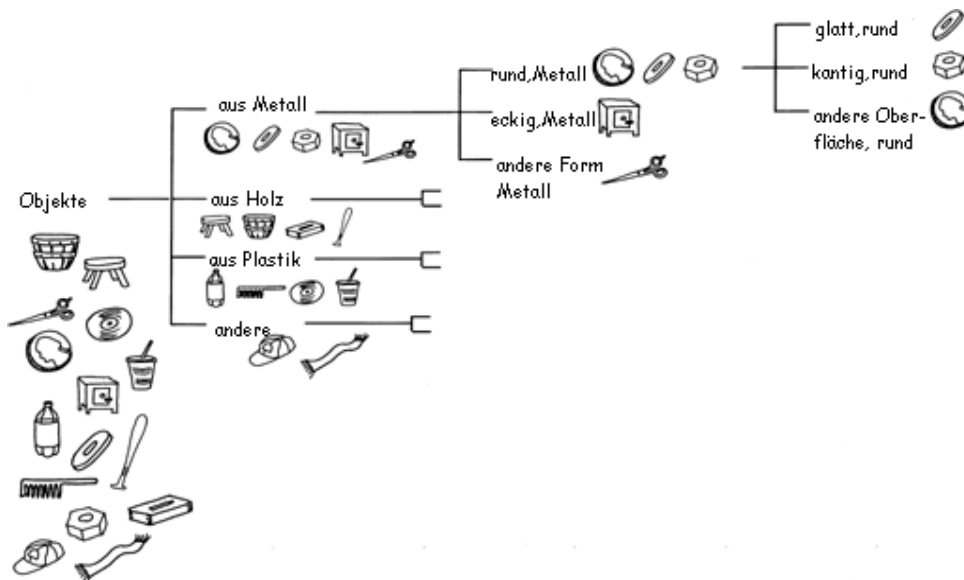 Objekte
aus Metall
aus Holz
aus Plastik
andere
rund,Metall
eckig,Metall
andere Form
Metall
glatt,rund
kantig,rund
andere Ober-
fläche, rund